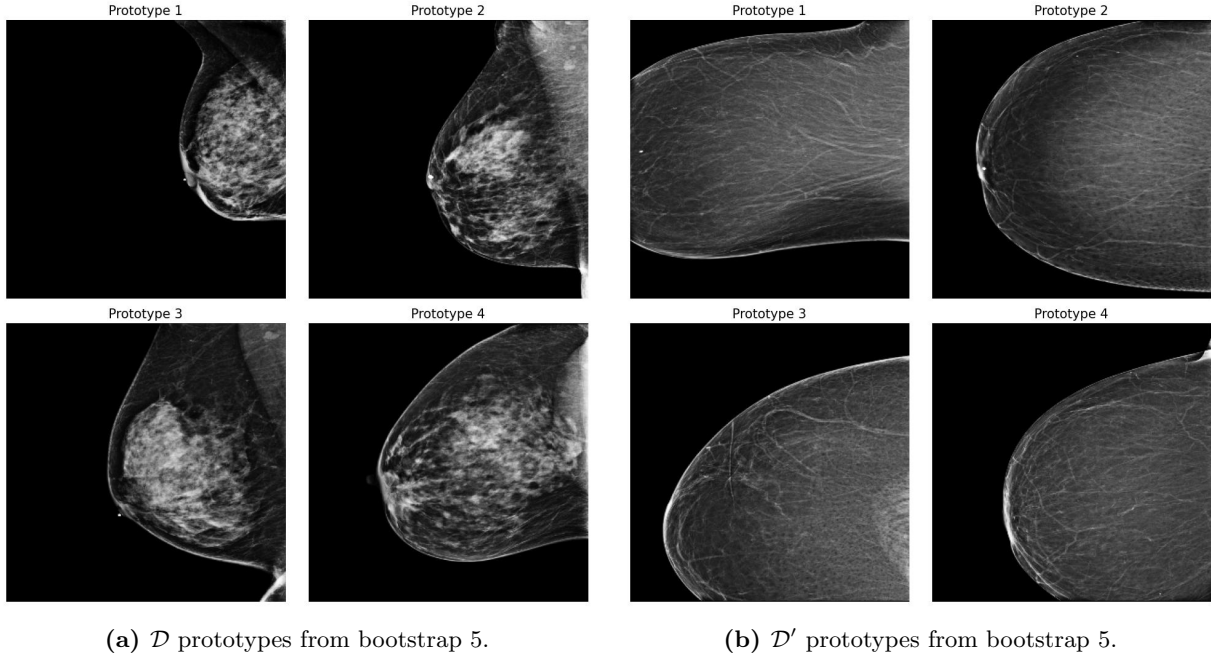 Prototype 1
Prototype 2
Prototype 1
Prototype 2
Prototype 3
Prototype 4
Prototype 3
Prototype 4
(a) 𝒟 prototypes from bootstrap 5.
(b) 𝒟′ prototypes from bootstrap 5.